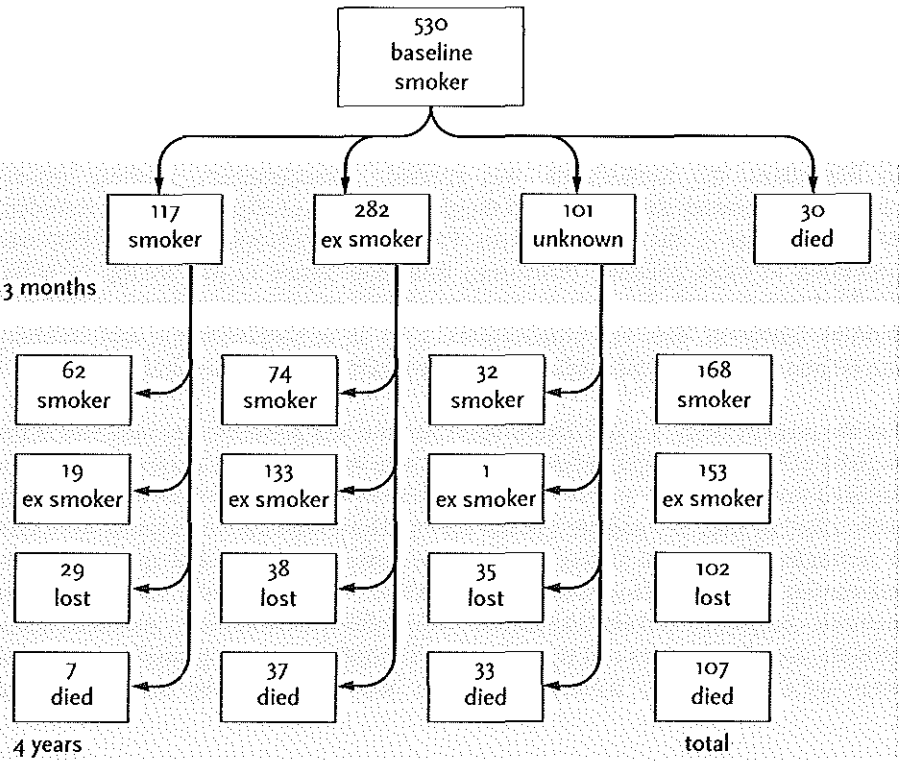 530
baseline
smoker
117
smoker
282
ex smoker
101
unknown
30
died
3 months
62
smoker
74
smoker
32
smoker
168
smoker
19
ex smoker
133
ex smoker
1
ex smoker
153
ex smoker
29
lost
38
lost
35
lost
102
lost
7
died
37
died
33
died
107
died
4 years
total